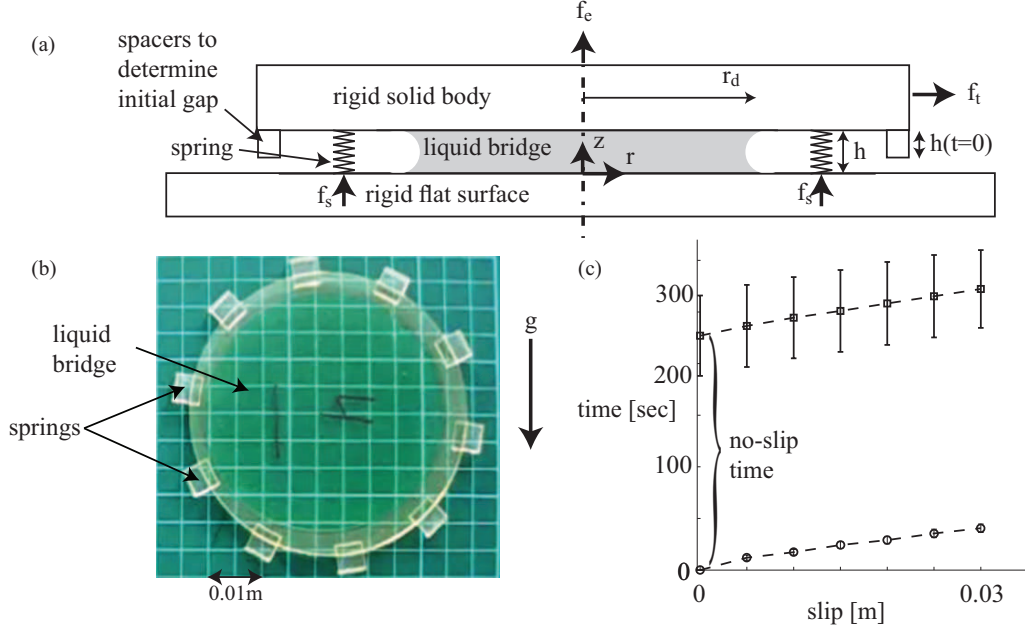 (a)
spacers to
determine
initial gap
spring
rigid solid body
f_e
r_d
f_t
liquid bridge
z
r
h
h(t=0)
f_s
rigid flat surface
f_s
(b)
liquid
bridge
springs
g
0.01m
(c)
300
200
time [sec]
100
no-slip
time
0
0
0.03
slip [m]